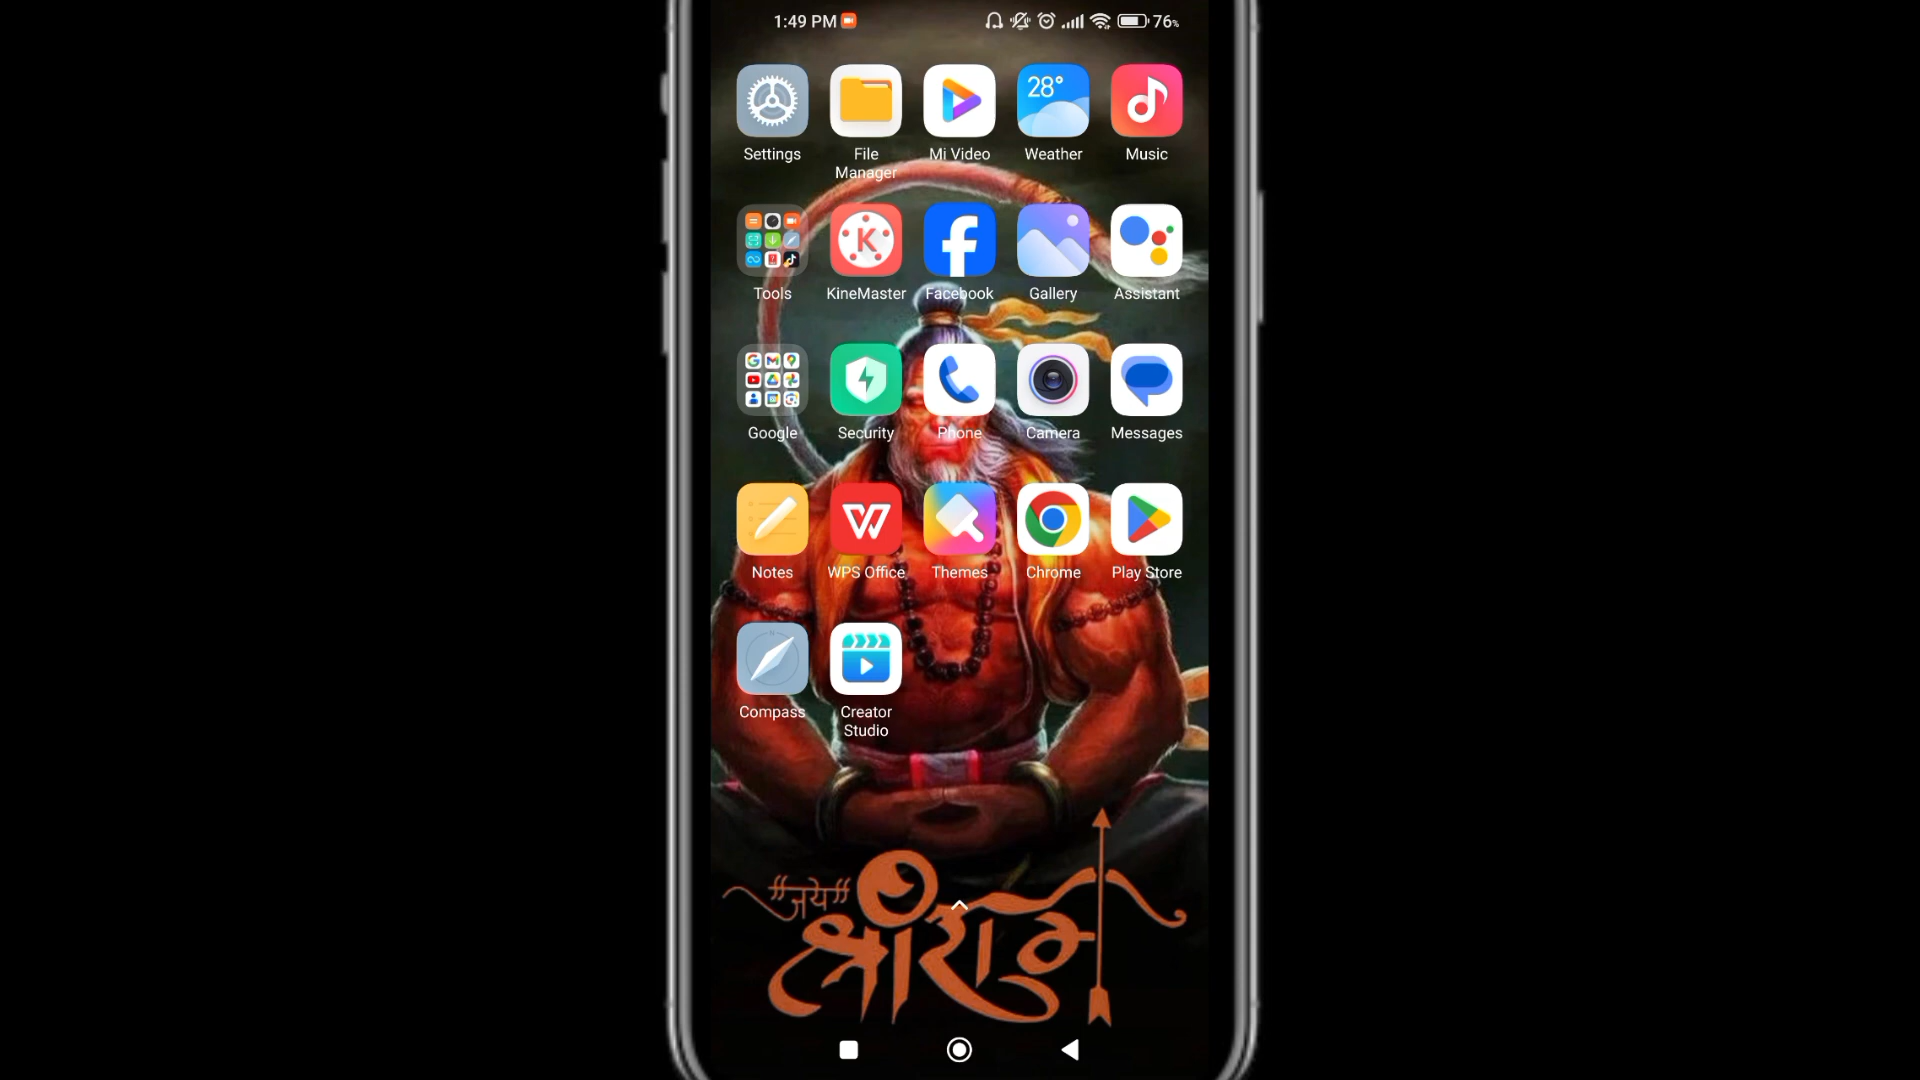 1:49 PM
76%
28°
Settings
File Manager
Mi Video
Weather
Music
Tools
KineMaster
Facebook
Gallery
Assistant
Google
Security
Phone
Camera
Messages
Notes
WPS Office
Themes
Chrome
Play Store
Compass
Creator Studio
"जय"
श्रीराम